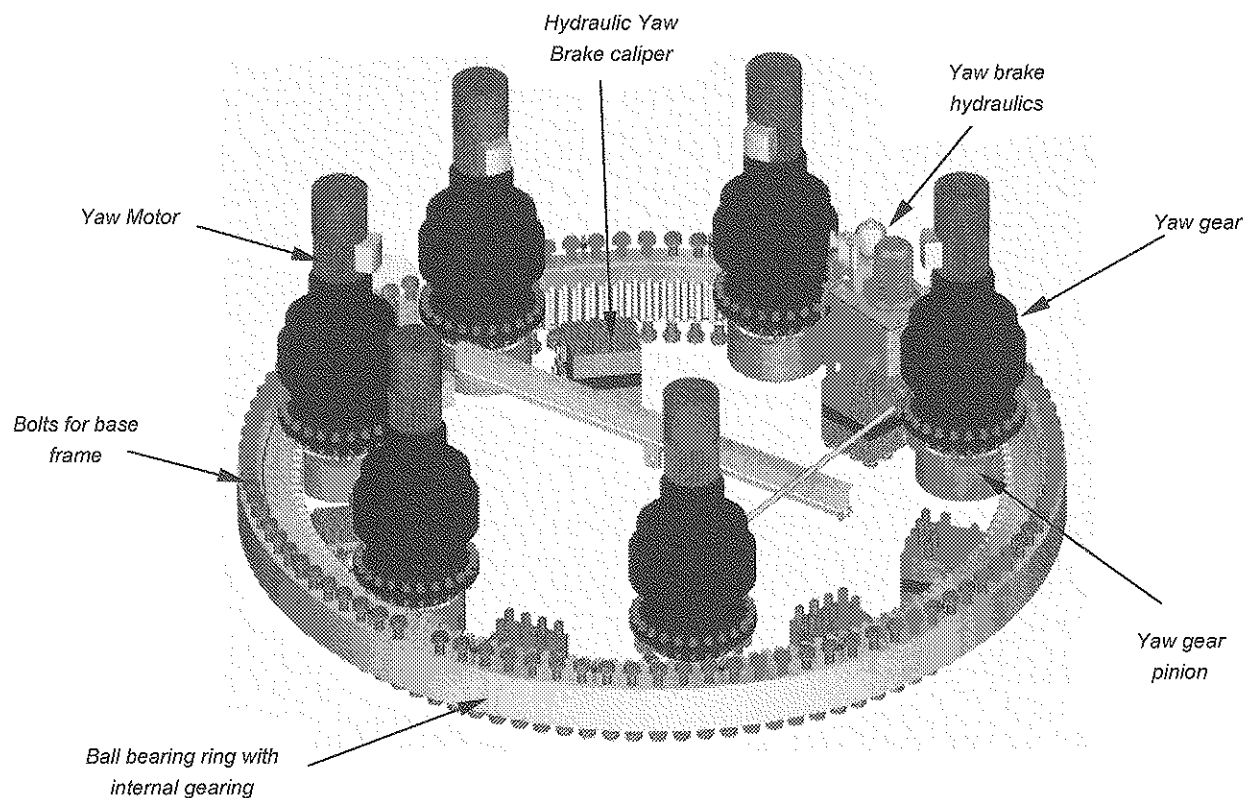 Hydraulic Yaw
Brake caliper
Yaw brake
hydraulics
Yaw Motor
Yaw gear
Bolts for base
frame
Yaw gear
pinion
Ball bearing ring with
internal gearing